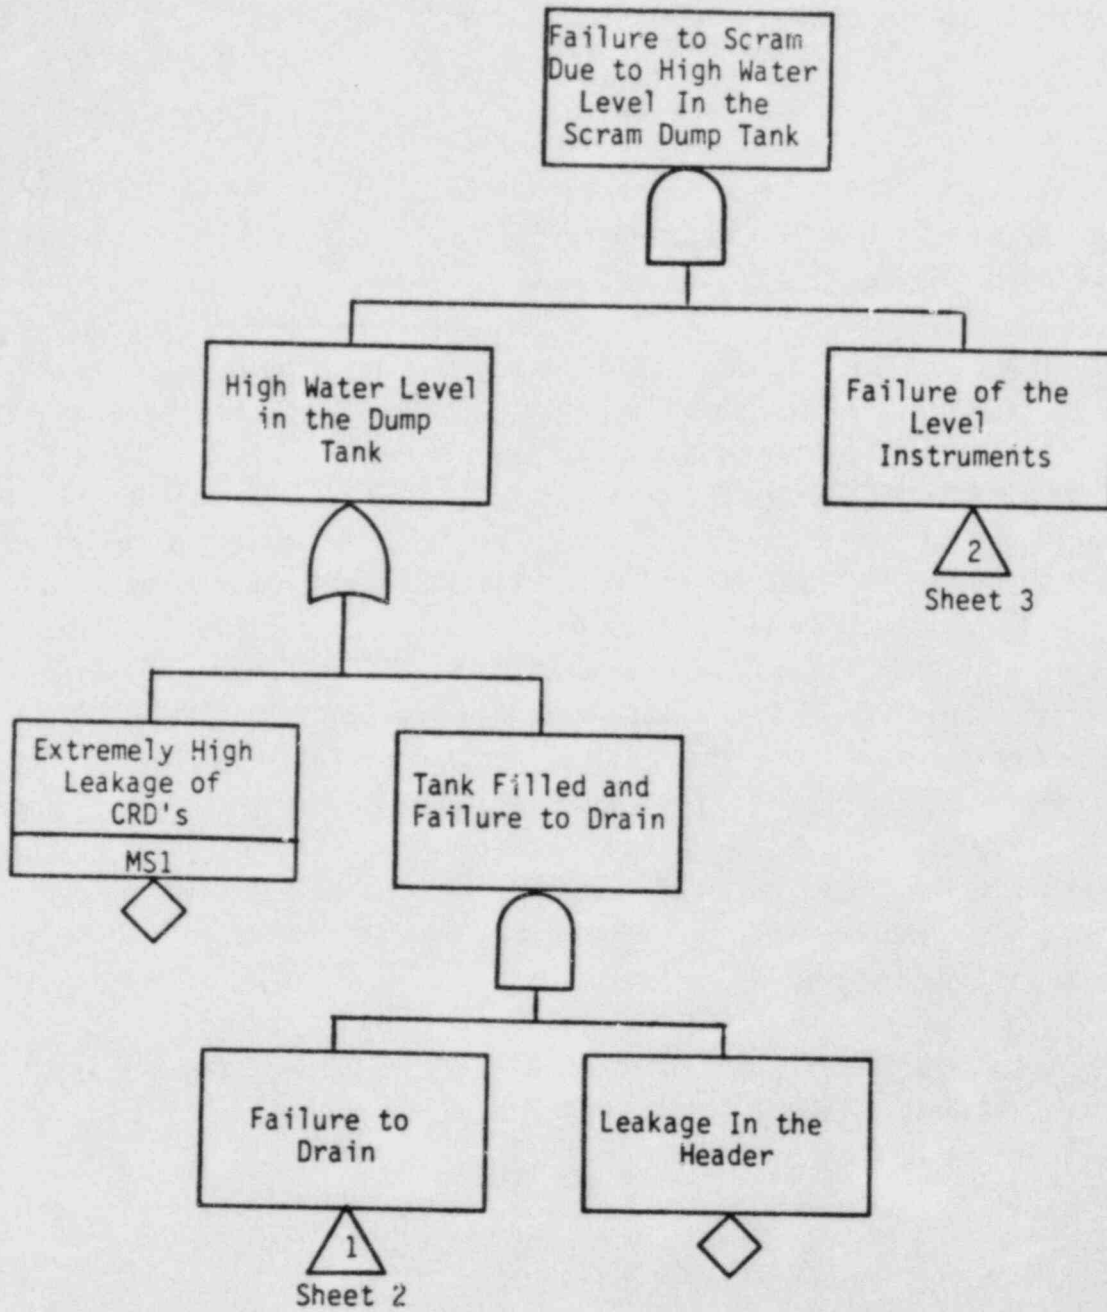 Failure to Scram
Due to High Water
Level In the
Scram Dump Tank
High Water Level
in the Dump
Tank
Failure of the
Level
Instruments
2
Sheet 3
Extremely High
Leakage of
CRD's
MS1
Tank Filled and
Failure to Drain
Failure to
Drain
1
Sheet 2
Leakage In the
Header